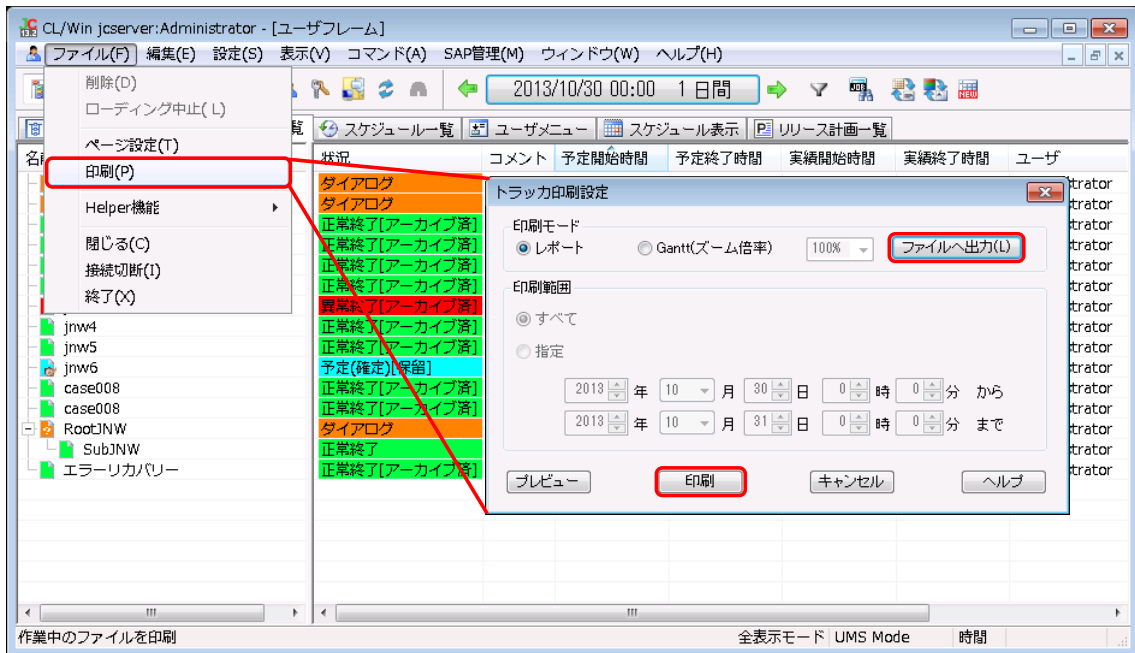 CL/Win jcserver:Administrator - [ユーザフレーム]
ファイル(F) 編集(E) 設定(S) 表示(V) コマンド(A) SAP管理(M) ウィンドウ(W) ヘルプ(H)
2013/10/30 00:00 1 日間
NEW
削除(D)
ローディング中止( L)
ページ設定(T)
印刷(P)
Helper機能
閉じる(C)
接続切断(I)
終了(X)
覧 スケジュール一覧 ユーザメニュー スケジュール表示 リリース計画一覧
状況 コメント 予定開始時間 予定終了時間 実績開始時間 実績終了時間 ユーザ
ダイアログ trator
ダイアログ trator
正常終了[アーカイブ済] trator
正常終了[アーカイブ済] trator
正常終了[アーカイブ済] trator
正常終了[アーカイブ済] trator
異常終了[アーカイブ済] trator
jnw4 正常終了[アーカイブ済] trator
jnw5 正常終了[アーカイブ済] trator
jnw6 予定(確定)[保留] trator
case008 正常終了[アーカイブ済] trator
case008 正常終了[アーカイブ済] trator
RootJNW ダイアログ trator
SubJNW 正常終了 trator
エラーリカバリー 正常終了[アーカイブ済] trator
トラッカ印刷設定
印刷モード
レポート Gantt(ズーム倍率) 100% ファイルへ出力(L)
印刷範囲
すべて
指定
2013 年 10 月 30 日 0 時 0 分 から
2013 年 10 月 31 日 0 時 0 分 まで
プレビュー 印刷 キャンセル ヘルプ
作業中のファイルを印刷 全表示モード UMS Mode 時間